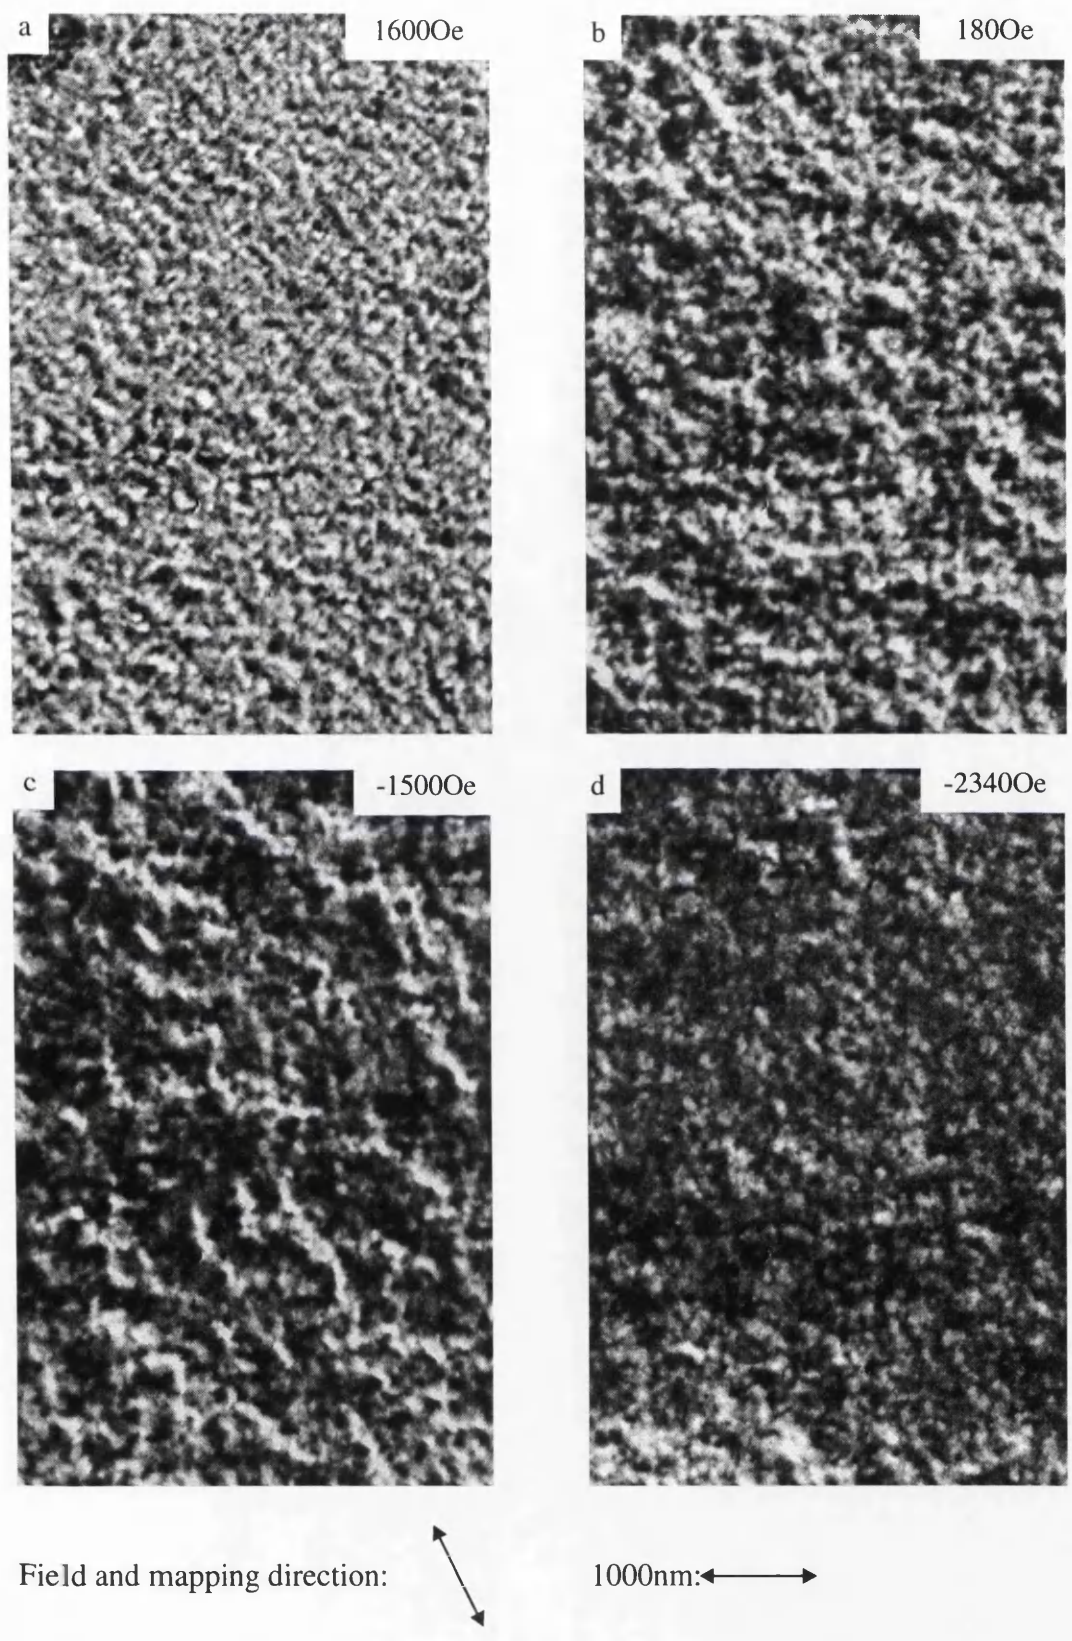 a 1600Oe
b 180Oe
c -1500Oe
d -2340Oe
Field and mapping direction:
1000nm: